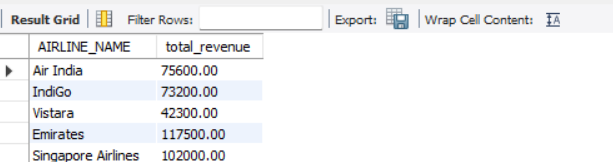 Result Grid Filter Rows: Export: Wrap Cell Content: IA
AIRLINE_NAME total_revenue
Air India 75600.00
IndiGo 73200.00
Vistara 42300.00
Emirates 117500.00
Singapore Airlines 102000.00